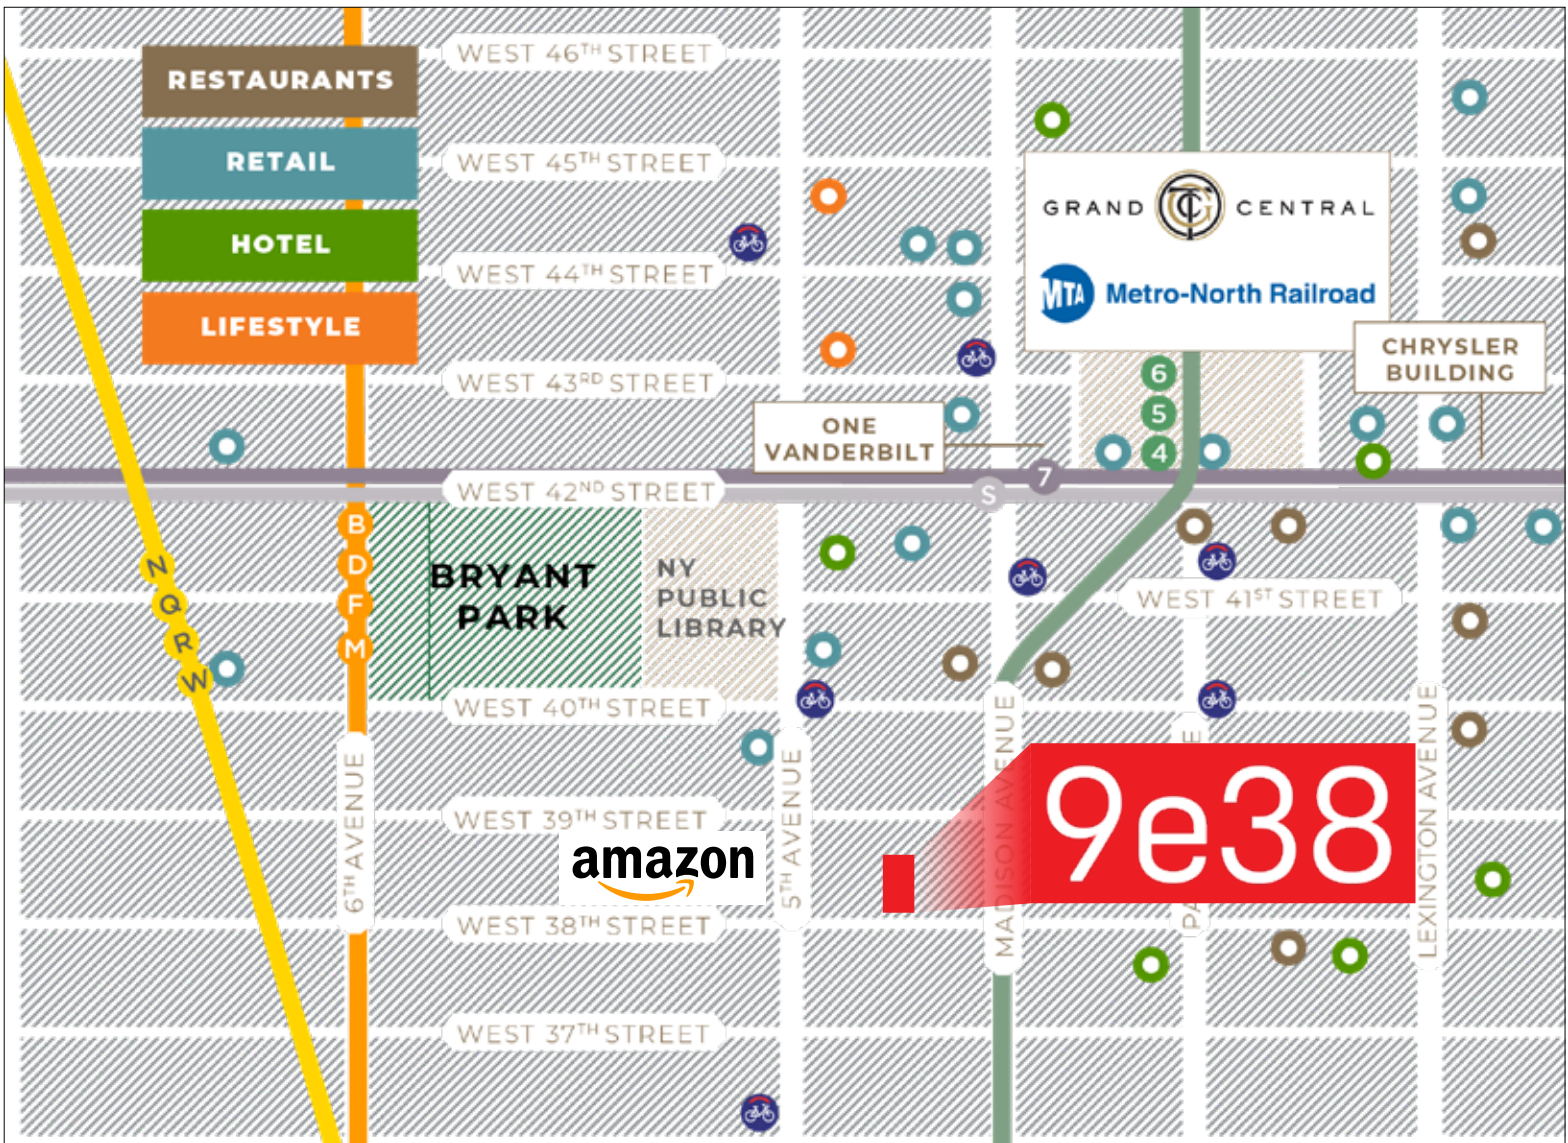 WEST 46TH STREET
RESTAURANTS
RETAIL
WEST 45TH STREET
HOTEL
WEST 44TH STREET
LIFESTYLE
WEST 43RD STREET
GRAND CENTRAL
MTA Metro-North Railroad
CHRYSLER
BUILDING
6
5
4
ONE
VANDERBILT
7
S
WEST 42ND STREET
B
D
F
M
N
Q
R
W
BRYANT
PARK
NY
PUBLIC
LIBRARY
WEST 41ST STREET
WEST 40TH STREET
6TH AVENUE
5TH AVENUE
MADISON AVENUE
LEXINGTON AVENUE
WEST 39TH STREET
amazon
9e38
WEST 38TH STREET
WEST 37TH STREET